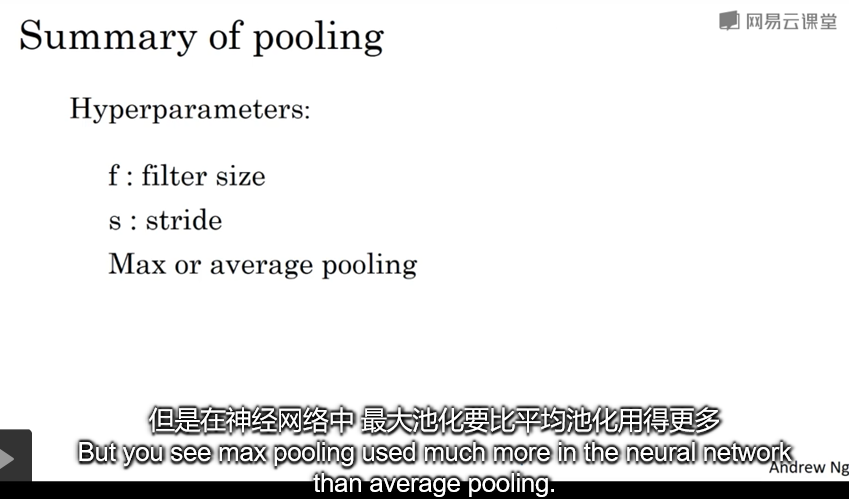 网易云课堂
Summary of pooling
Hyperparameters:
f : filter size
s : stride
Max or average pooling
但是在神经网络中 最大池化要比平均池化用得更多
But you see max pooling used much more in the neural network
than average pooling.
Andrew Ng